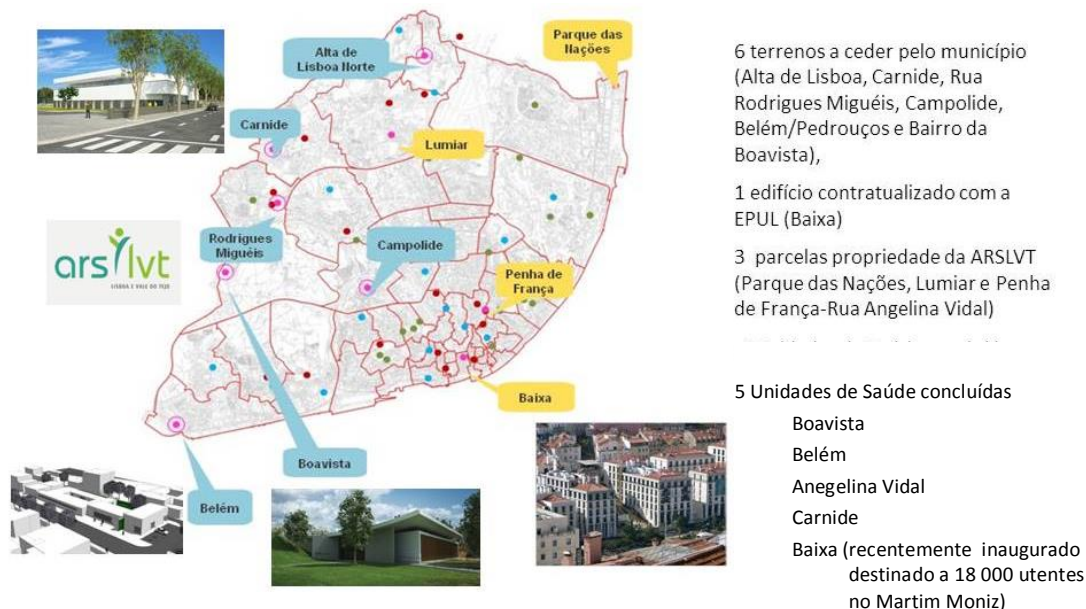 Alta de
Lisboa Norte
Parque das
Nações
Carnide
Lumiar
Rodrigues
Miguéis
Campolide
Penha de
França
Baixa
Boavista
Belém
arslvt
LISBOA E VALE DO TEJO
6 terrenos a ceder pelo município
(Alta de Lisboa, Carnide, Rua
Rodrigues Miguéis, Campolide,
Belém/Pedrouços e Bairro da
Boavista),
1 edifício contratualizado com a
EPUL (Baixa)
3 parcelas propriedade da ARSLVT
(Parque das Nações, Lumiar e Penha
de França-Rua Angelina Vidal)
5 Unidades de Saúde concluídas
Boavista
Belém
Anegelina Vidal
Carnide
Baixa (recentemente inaugurado
destinado a 18 000 utentes
no Martim Moniz)